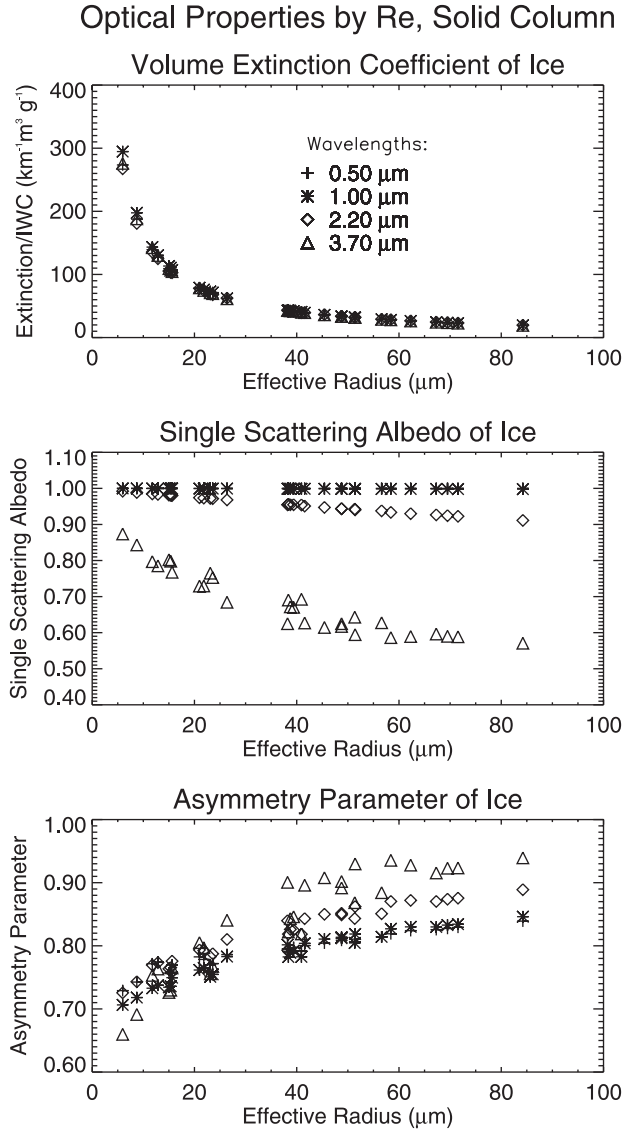 Optical Properties by Re, Solid Column
Volume Extinction Coefficient of Ice
Extinction/IWC (km⁻¹m³ g⁻¹)
400
300
200
100
0
Wavelengths:
+ 0.50 μm
✳ 1.00 μm
◇ 2.20 μm
△ 3.70 μm
0 20 40 60 80 100
Effective Radius (μm)
Single Scattering Albedo of Ice
Single Scattering Albedo
1.10
1.00
0.90
0.80
0.70
0.60
0.50
0.40
0 20 40 60 80 100
Effective Radius (μm)
Asymmetry Parameter of Ice
Asymmetry Parameter
1.00
0.90
0.80
0.70
0.60
0 20 40 60 80 100
Effective Radius (μm)